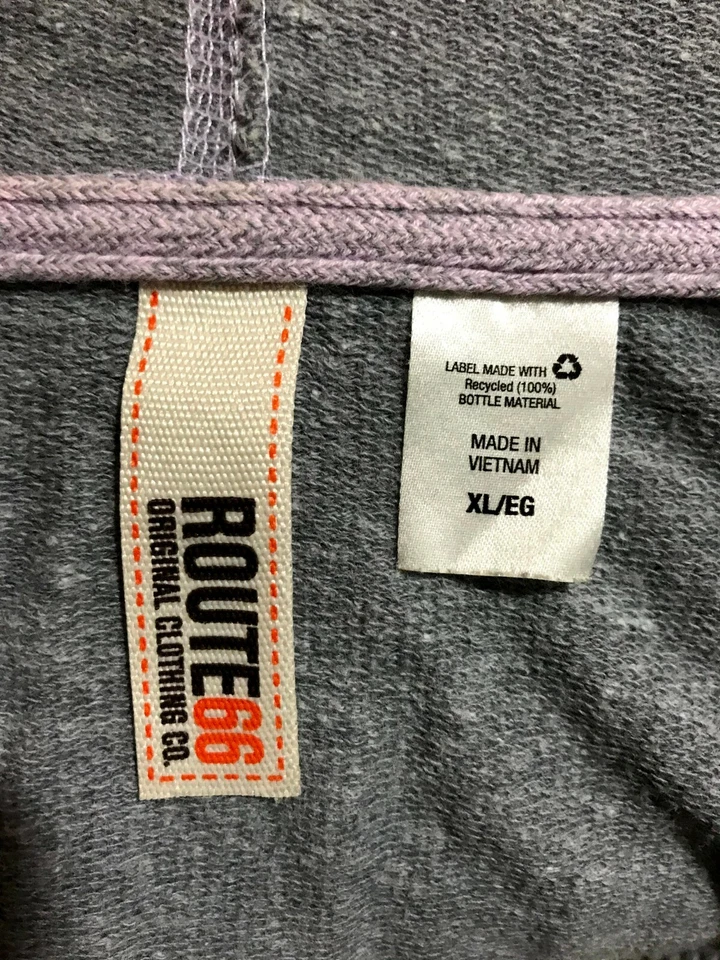 ROUTE66
ORIGINAL CLOTHING CO.
LABEL MADE WITH
Recycled (100%)
BOTTLE MATERIAL
MADE IN
VIETNAM
XL/EG